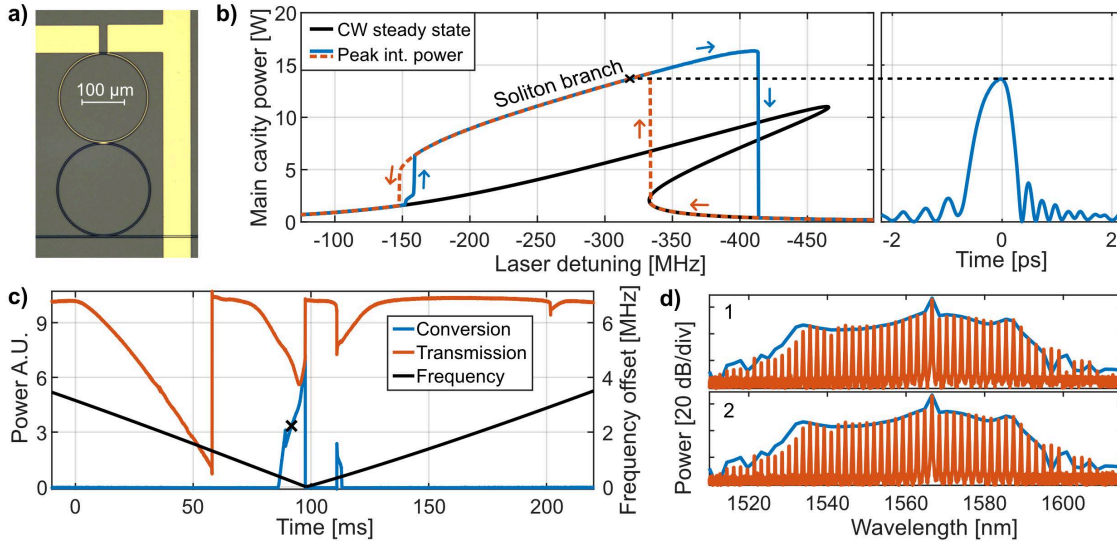 a)
100 μm
b)
Main cavity power [W]
20
15
10
5
0
CW steady state
Peak int. power
Soliton branch
-100
-150
-200
-250
-300
-350
-400
-450
Laser detuning [MHz]
-2
0
2
Time [ps]
c)
Power A.U.
9
6
3
0
Conversion
Transmission
Frequency
6
4
2
0
Frequency offset [MHz]
0
50
100
150
200
Time [ms]
d)
Power [20 dB/div]
1
2
1520
1540
1560
1580
1600
Wavelength [nm]